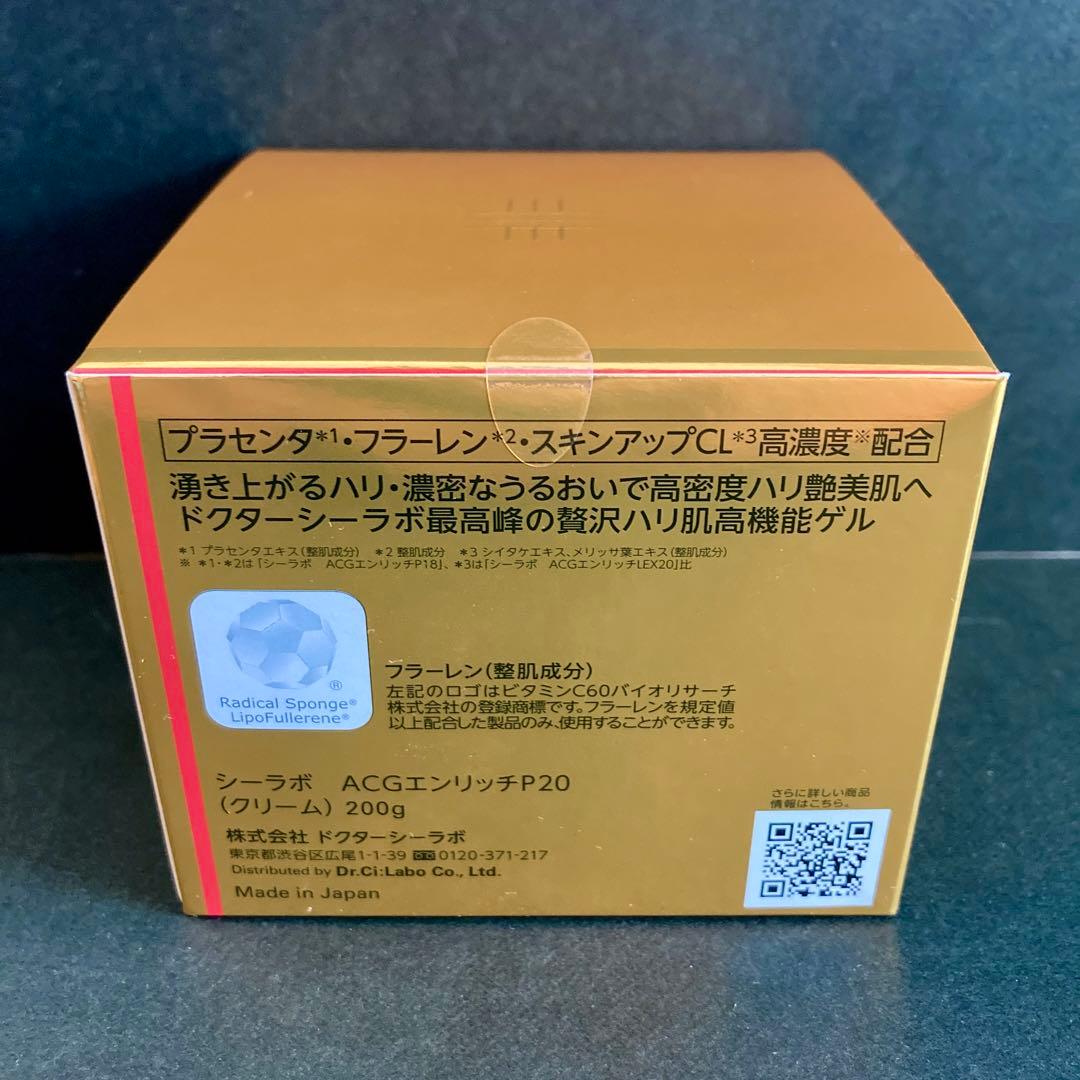 プラセンタ*1・フラーレン*2・スキンアップCL*3高濃度※配合
湧き上がるハリ・濃密なうるおいで高密度ハリ艶美肌へ
ドクターシーラボ最高峰の贅沢ハリ肌高機能ゲル
*1 プラセンタエキス(整肌成分) *2 整肌成分 *3 シイタケエキス、メリッサ葉エキス(整肌成分)
※ *1・*2は「シーラボ ACGエンリッチP18」、*3は「シーラボ ACGエンリッチLEX20」比
®
Radical Sponge®
LipoFullerene®
フラーレン(整肌成分)
左記のロゴはビタミンC60バイオリサーチ
株式会社の登録商標です。フラーレンを規定値
以上配合した製品のみ、使用することができます。
シーラボ ACGエンリッチP20
(クリーム) 200g
株式会社 ドクターシーラボ
東京都渋谷区広尾1-1-39 0120-371-217
Distributed by Dr.Ci:Labo Co., Ltd.
Made in Japan
さらに詳しい商品
情報はこちら。